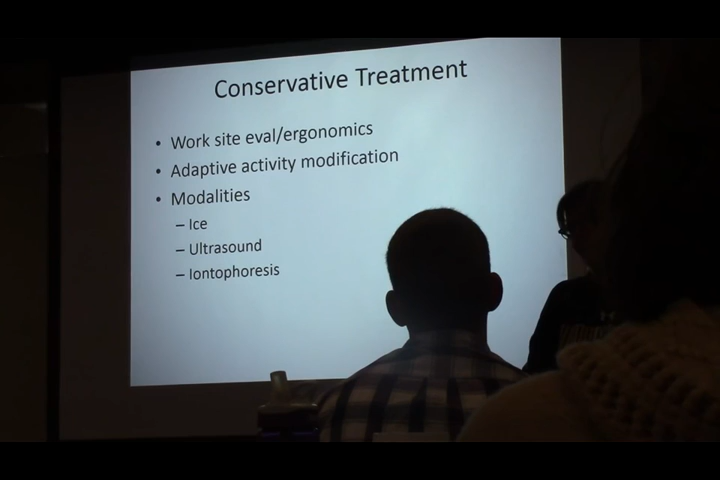 Conservative Treatment
• Work site eval/ergonomics
• Adaptive activity modification
• Modalities
– Ice
– Ultrasound
– Iontophoresis